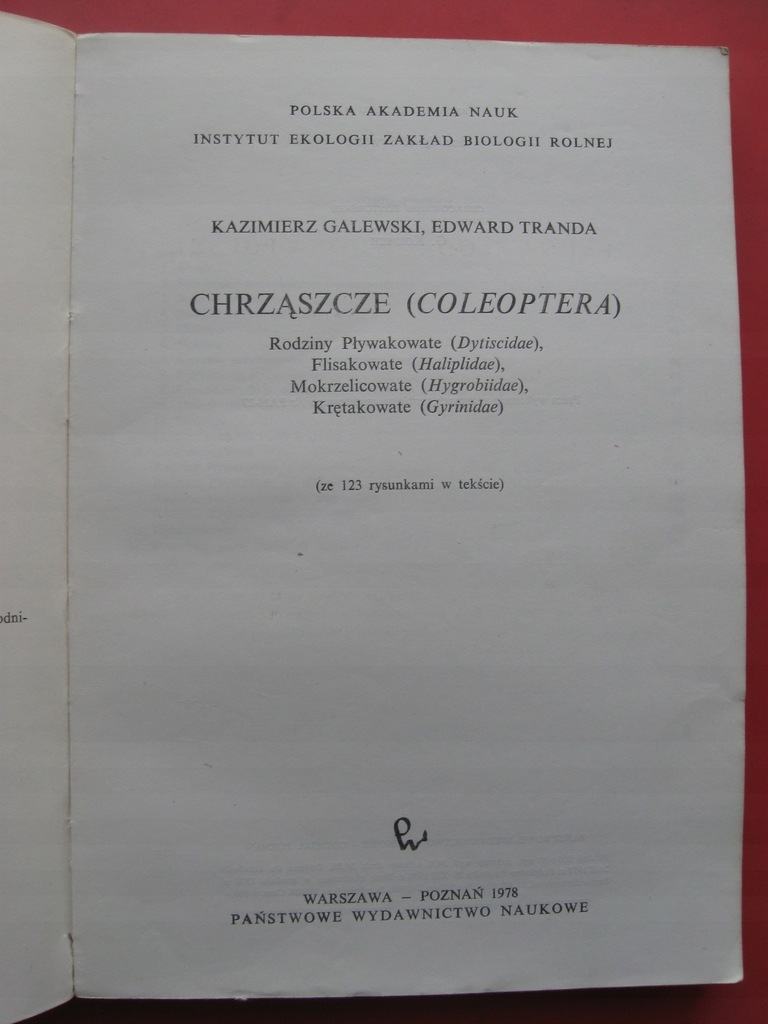 POLSKA AKADEMIA NAUK
INSTYTUT EKOLOGII ZAKŁAD BIOLOGII ROLNEJ
KAZIMIERZ GALEWSKI, EDWARD TRANDA
CHRZĄSZCZE (COLEOPTERA)
Rodziny Pływakowate (Dytiscidae),
Flisakowate (Haliplidae),
Mokrzelicowate (Hygrobiidae),
Krętakowate (Gyrinidae)
(ze 123 rysunkami w tekście)
odni-
WARSZAWA – POZNAŃ 1978
PAŃSTWOWE WYDAWNICTWO NAUKOWE